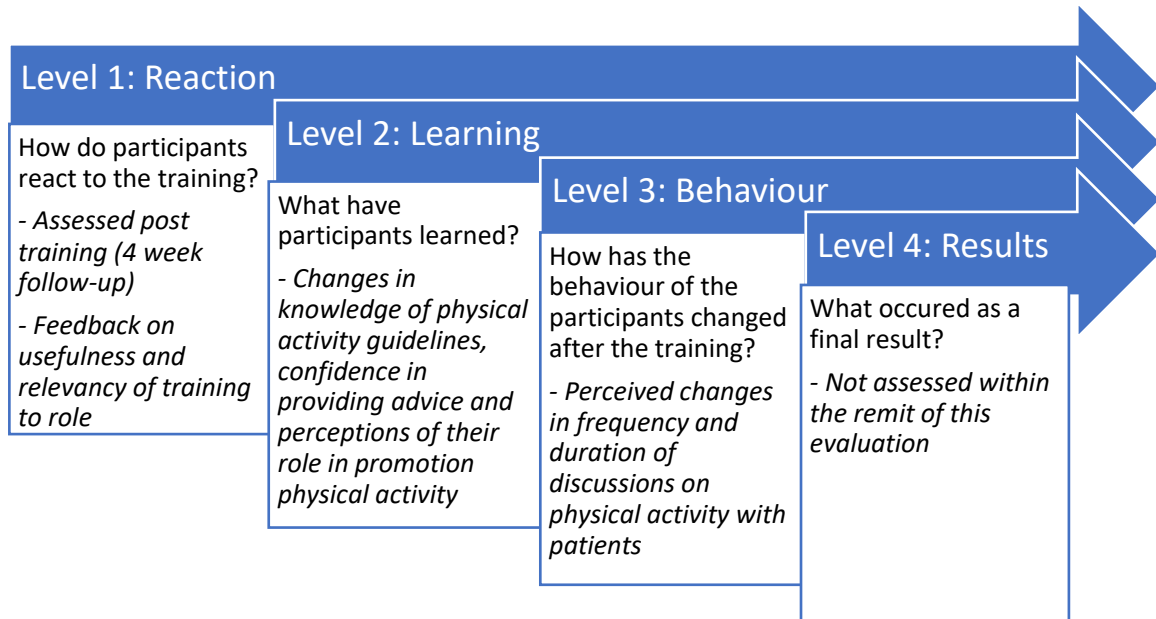 Level 1: Reaction
How do participants
react to the training?
- Assessed post
training (4 week
follow-up)
- Feedback on
usefulness and
relevancy of training
to role
Level 2: Learning
What have
participants learned?
- Changes in
knowledge of physical
activity guidelines,
confidence in
providing advice and
perceptions of their
role in promotion
physical activity
Level 3: Behaviour
How has the
behaviour of the
participants changed
after the training?
- Perceived changes
in frequency and
duration of
discussions on
physical activity with
patients
Level 4: Results
What occured as a
final result?
- Not assessed within
the remit of this
evaluation